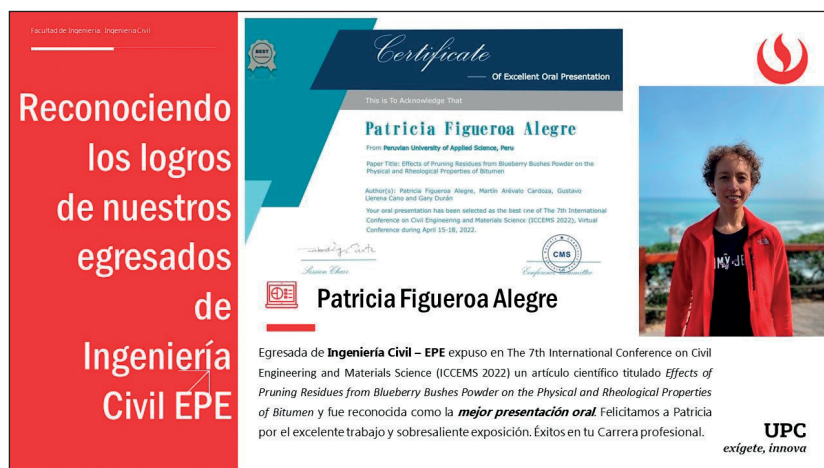 Facultad de Ingeniería. Ingeniería Civil
Reconociendo
los logros
de nuestros
egresados
de
Ingeniería
Civil EPE
BEST
Certificate
Of Excellent Oral Presentation
This is To Acknowledge That
Patricia Figueroa Alegre
From Peruvian University of Applied Science, Peru
Paper Title: Effects of Pruning Residues from Blueberry Bushes Powder on the
Physical and Rheological Properties of Bitumen
Author(s): Patricia Figueroa Alegre, Martín Arévalo Cardoza, Gustavo
Llerena Cano and Gary Durán
Your oral presentation has been selected as the best one of The 7th International
Conference on Civil Engineering and Materials Science (ICCEMS 2022), Virtual
Conference during April 15-18, 2022.
Session Chair
CMS
Conference Committee
Patricia Figueroa Alegre
Egresada de Ingeniería Civil – EPE expuso en The 7th International Conference on Civil
Engineering and Materials Science (ICCEMS 2022) un artículo científico titulado Effects of
Pruning Residues from Blueberry Bushes Powder on the Physical and Rheological Properties
of Bitumen y fue reconocida como la mejor presentación oral. Felicitamos a Patricia
por el excelente trabajo y sobresaliente exposición. Éxitos en tu Carrera profesional.
UPC
exígete, innova